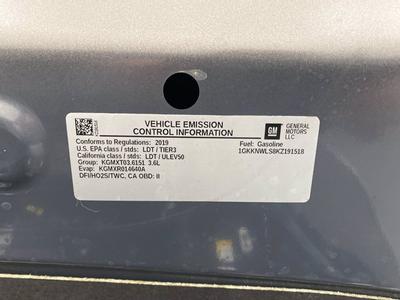 VEHICLE EMISSION
CONTROL INFORMATION
GM
GENERAL
MOTORS
LLC
Conforms to Regulations: 2019
Fuel: Gasoline
U.S. EPA class / stds: LDT / TIER3
1GKKNWLS8KZ191518
California class / stds: LDT / ULEV50
Group: KGMXT03.6151 3.6L
Evap: KGMXR014640A
DFI/HO2S/TWC, CA OBD: II